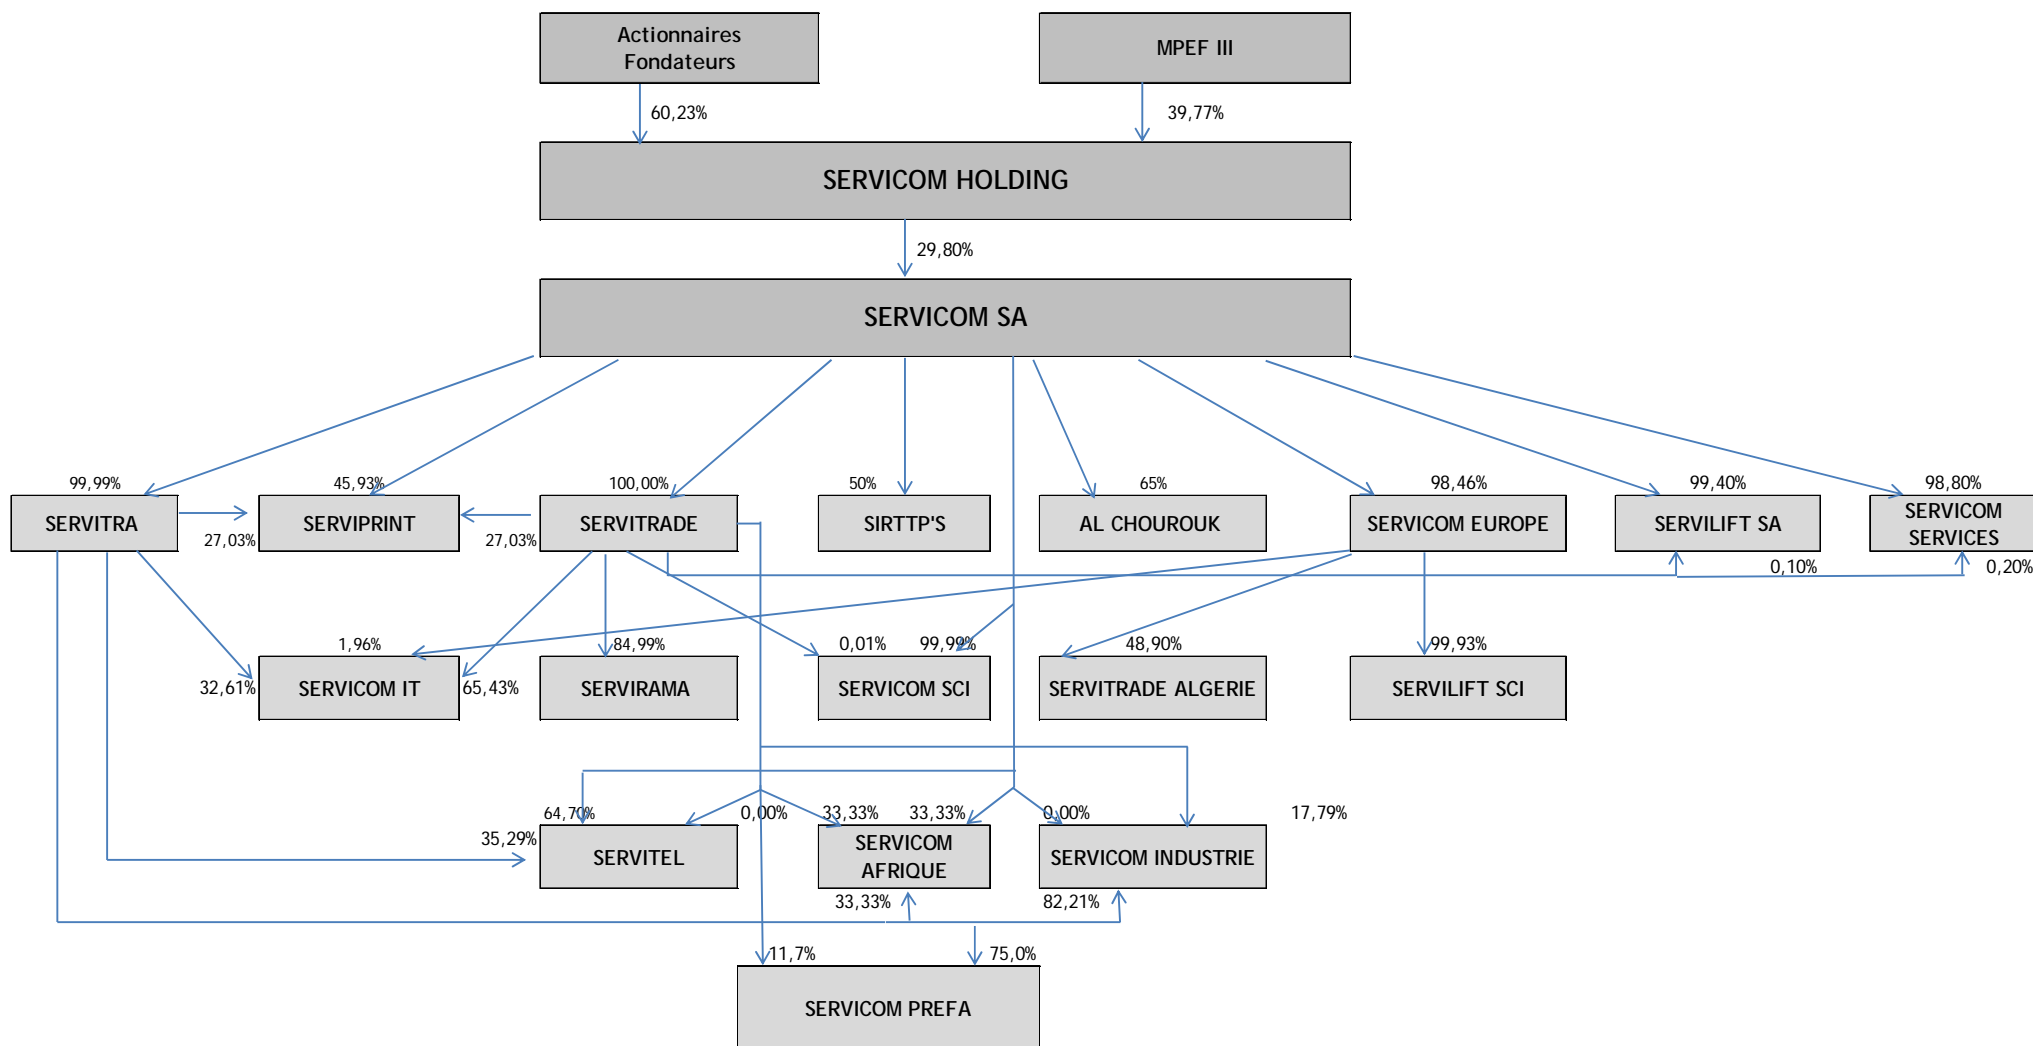 Actionnaires
Fondateurs
MPEF III
60,23%
39,77%
SERVICOM HOLDING
29,80%
SERVICOM SA
99,99%
45,93%
100,00%
50%
65%
98,46%
99,40%
98,80%
SERVITRA
SERVIPRINT
SERVITRADE
SIRTTP'S
AL CHOUROUK
SERVICOM EUROPE
SERVILIFT SA
SERVICOM
SERVICES
27,03%
27,03%
0,10%
0,20%
1,96%
84,99%
0,01%
99,99%
48,90%
99,93%
32,61%
SERVICOM IT
65,43%
SERVIRAMA
SERVICOM SCI
SERVITRADE ALGERIE
SERVILIFT SCI
64,70%
0,00%
33,33%
33,33%
0,00%
17,79%
35,29%
SERVITEL
SERVICOM
AFRIQUE
SERVICOM INDUSTRIE
33,33%
82,21%
11,7%
75,0%
SERVICOM PREFA